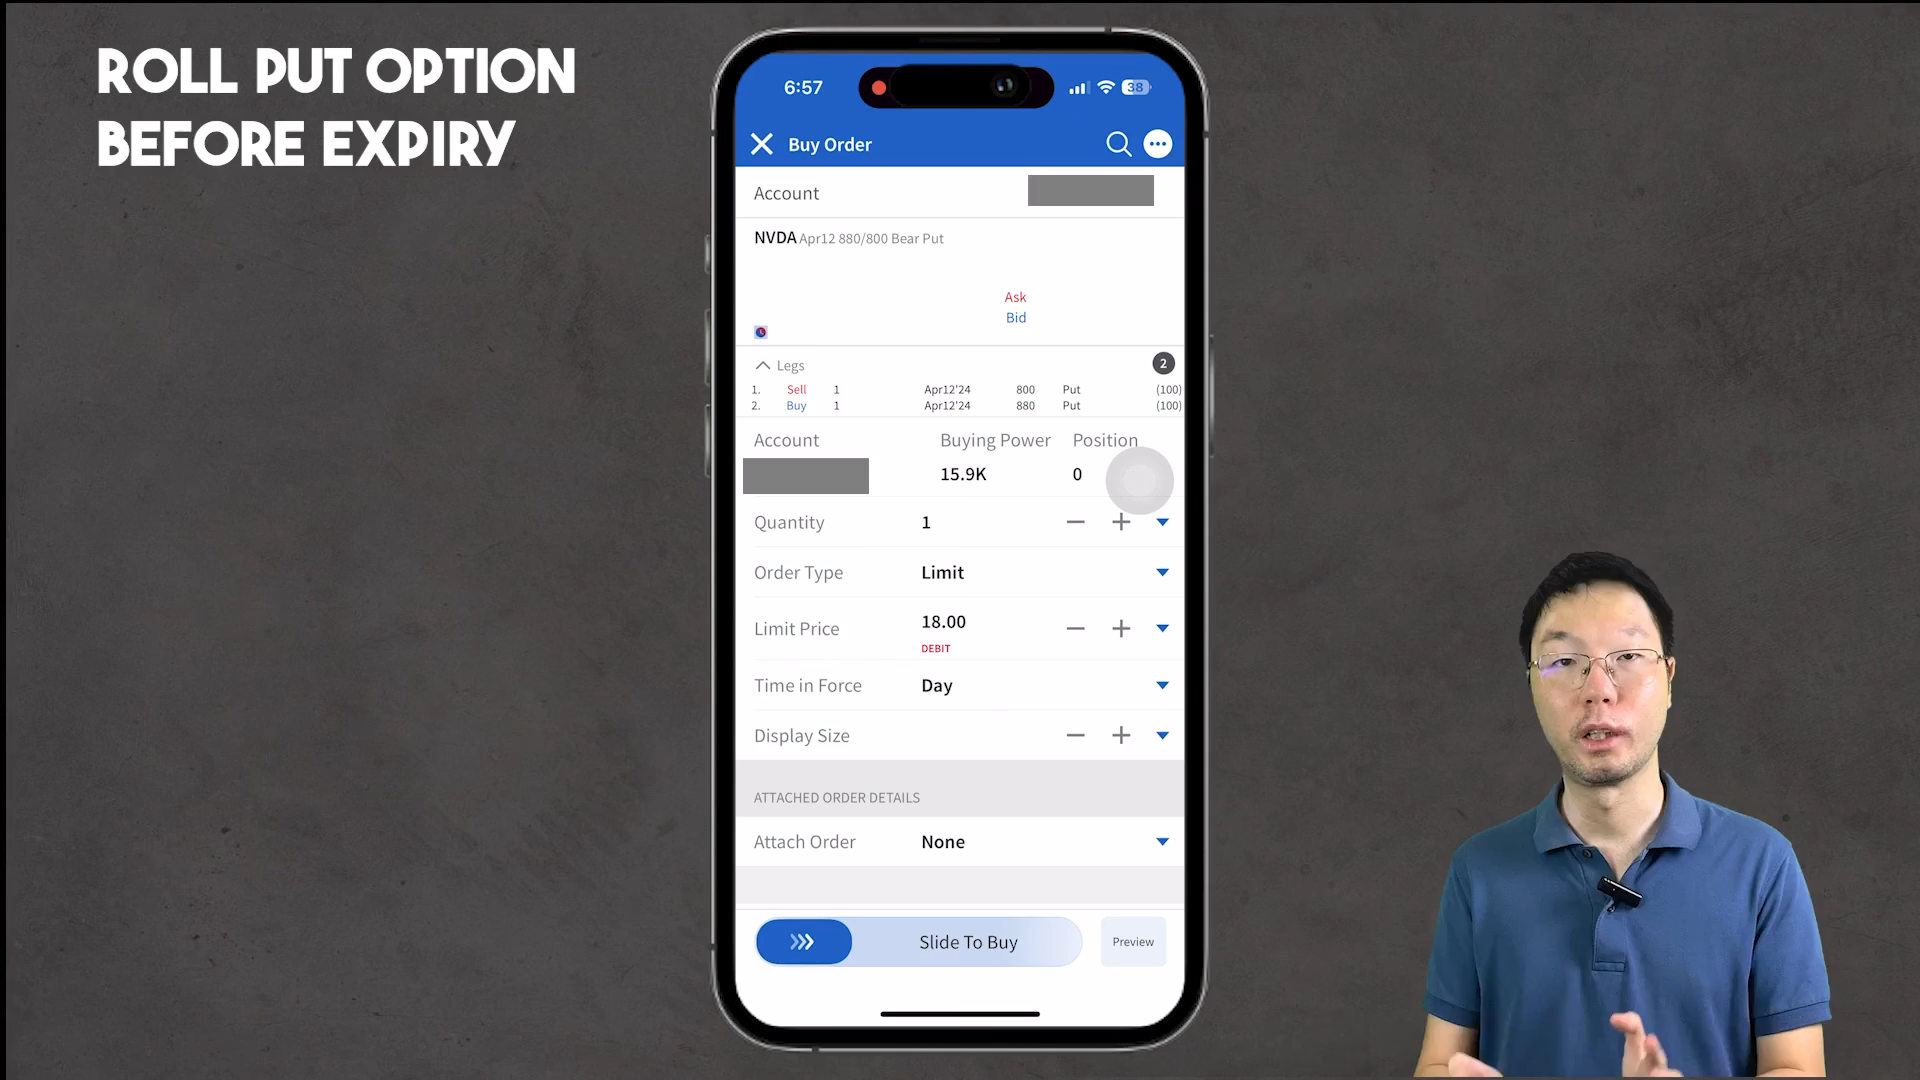 ROLL PUT OPTION
BEFORE EXPIRY
6:57
38
Buy Order
Account
NVDA Apr12 880/800 Bear Put
Ask
Bid
Legs
2
1. Sell 1 Apr12'24 800 Put (100)
2. Buy 1 Apr12'24 880 Put (100)
Account Buying Power Position
15.9K 0
Quantity 1
Order Type Limit
Limit Price 18.00
DEBIT
Time in Force Day
Display Size
ATTACHED ORDER DETAILS
Attach Order None
Slide To Buy
Preview